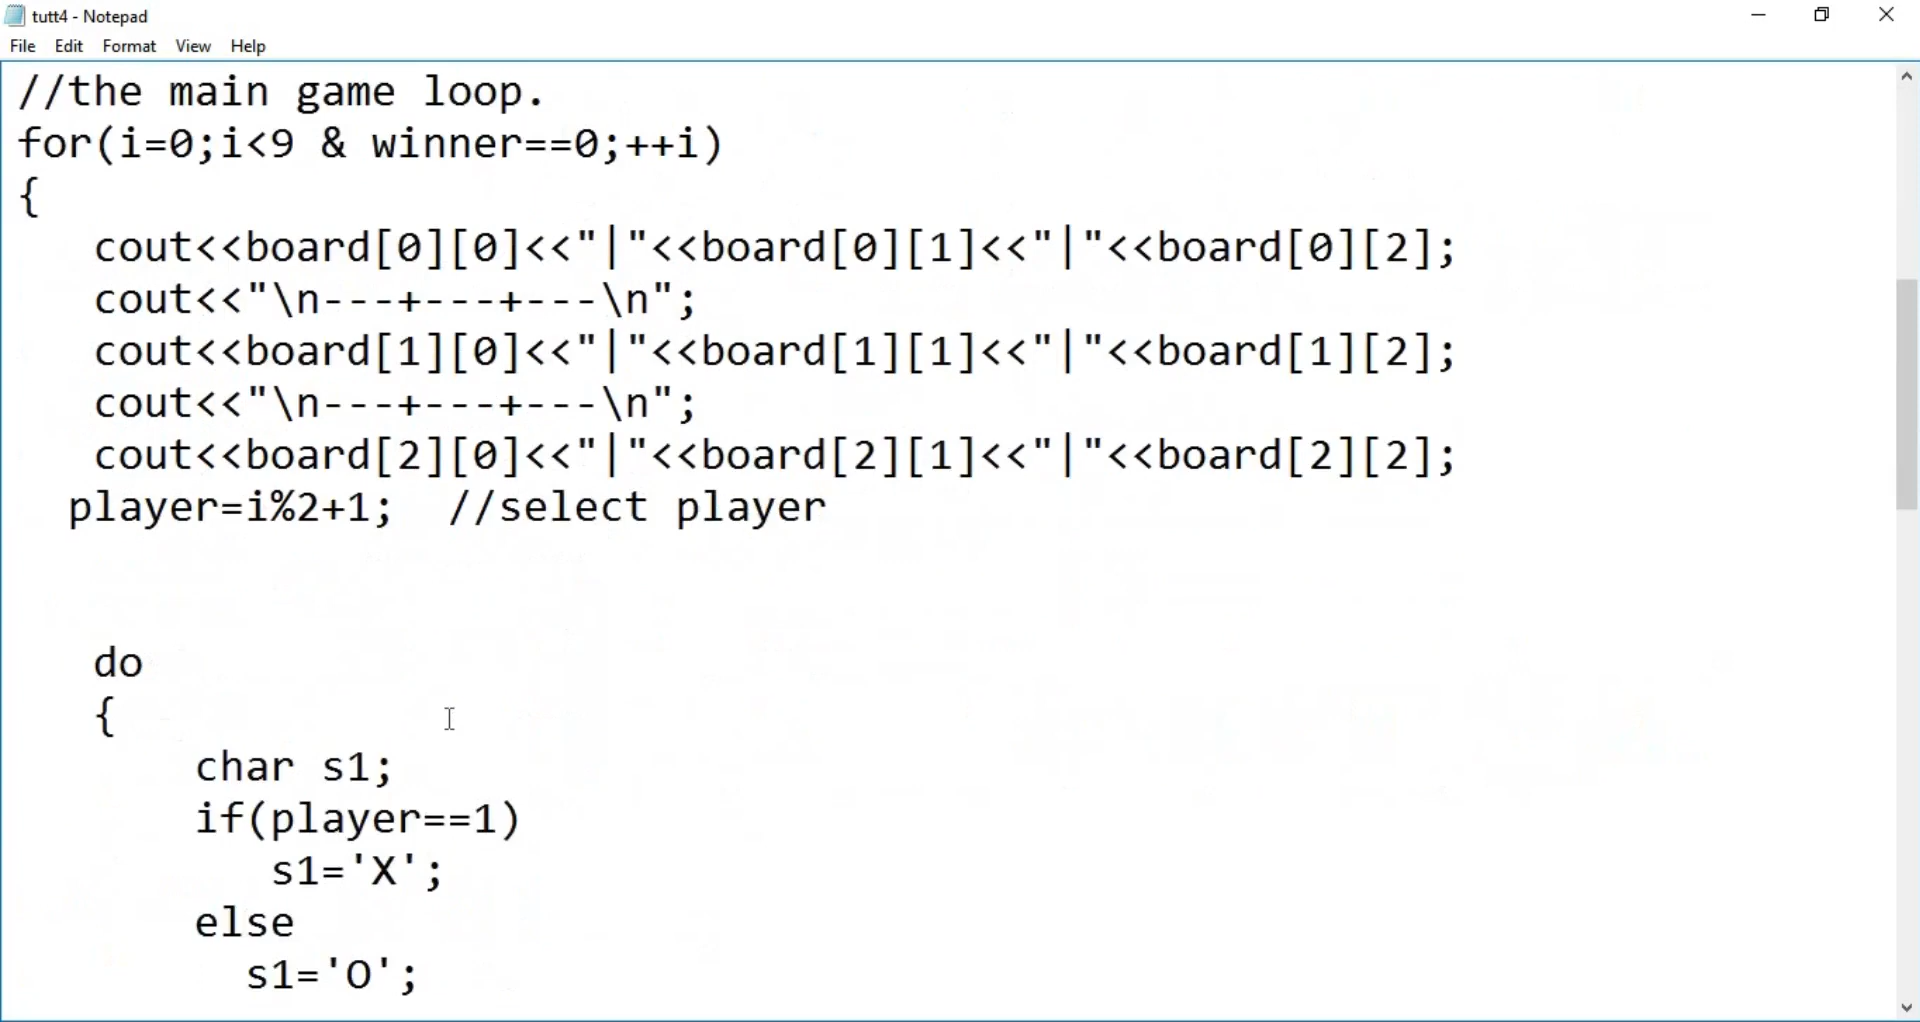 tutt4 - Notepad
File Edit Format View Help
//the main game loop.
for(i=0;i<9 & winner==0;++i)
{
   cout<<board[0][0]<<"|"<<board[0][1]<<"|"<<board[0][2];
   cout<<"\n---+---+---\n";
   cout<<board[1][0]<<"|"<<board[1][1]<<"|"<<board[1][2];
   cout<<"\n---+---+---\n";
   cout<<board[2][0]<<"|"<<board[2][1]<<"|"<<board[2][2];
  player=i%2+1;  //select player
   do
   {
       char s1;
       if(player==1)
          s1='X';
       else
         s1='O';